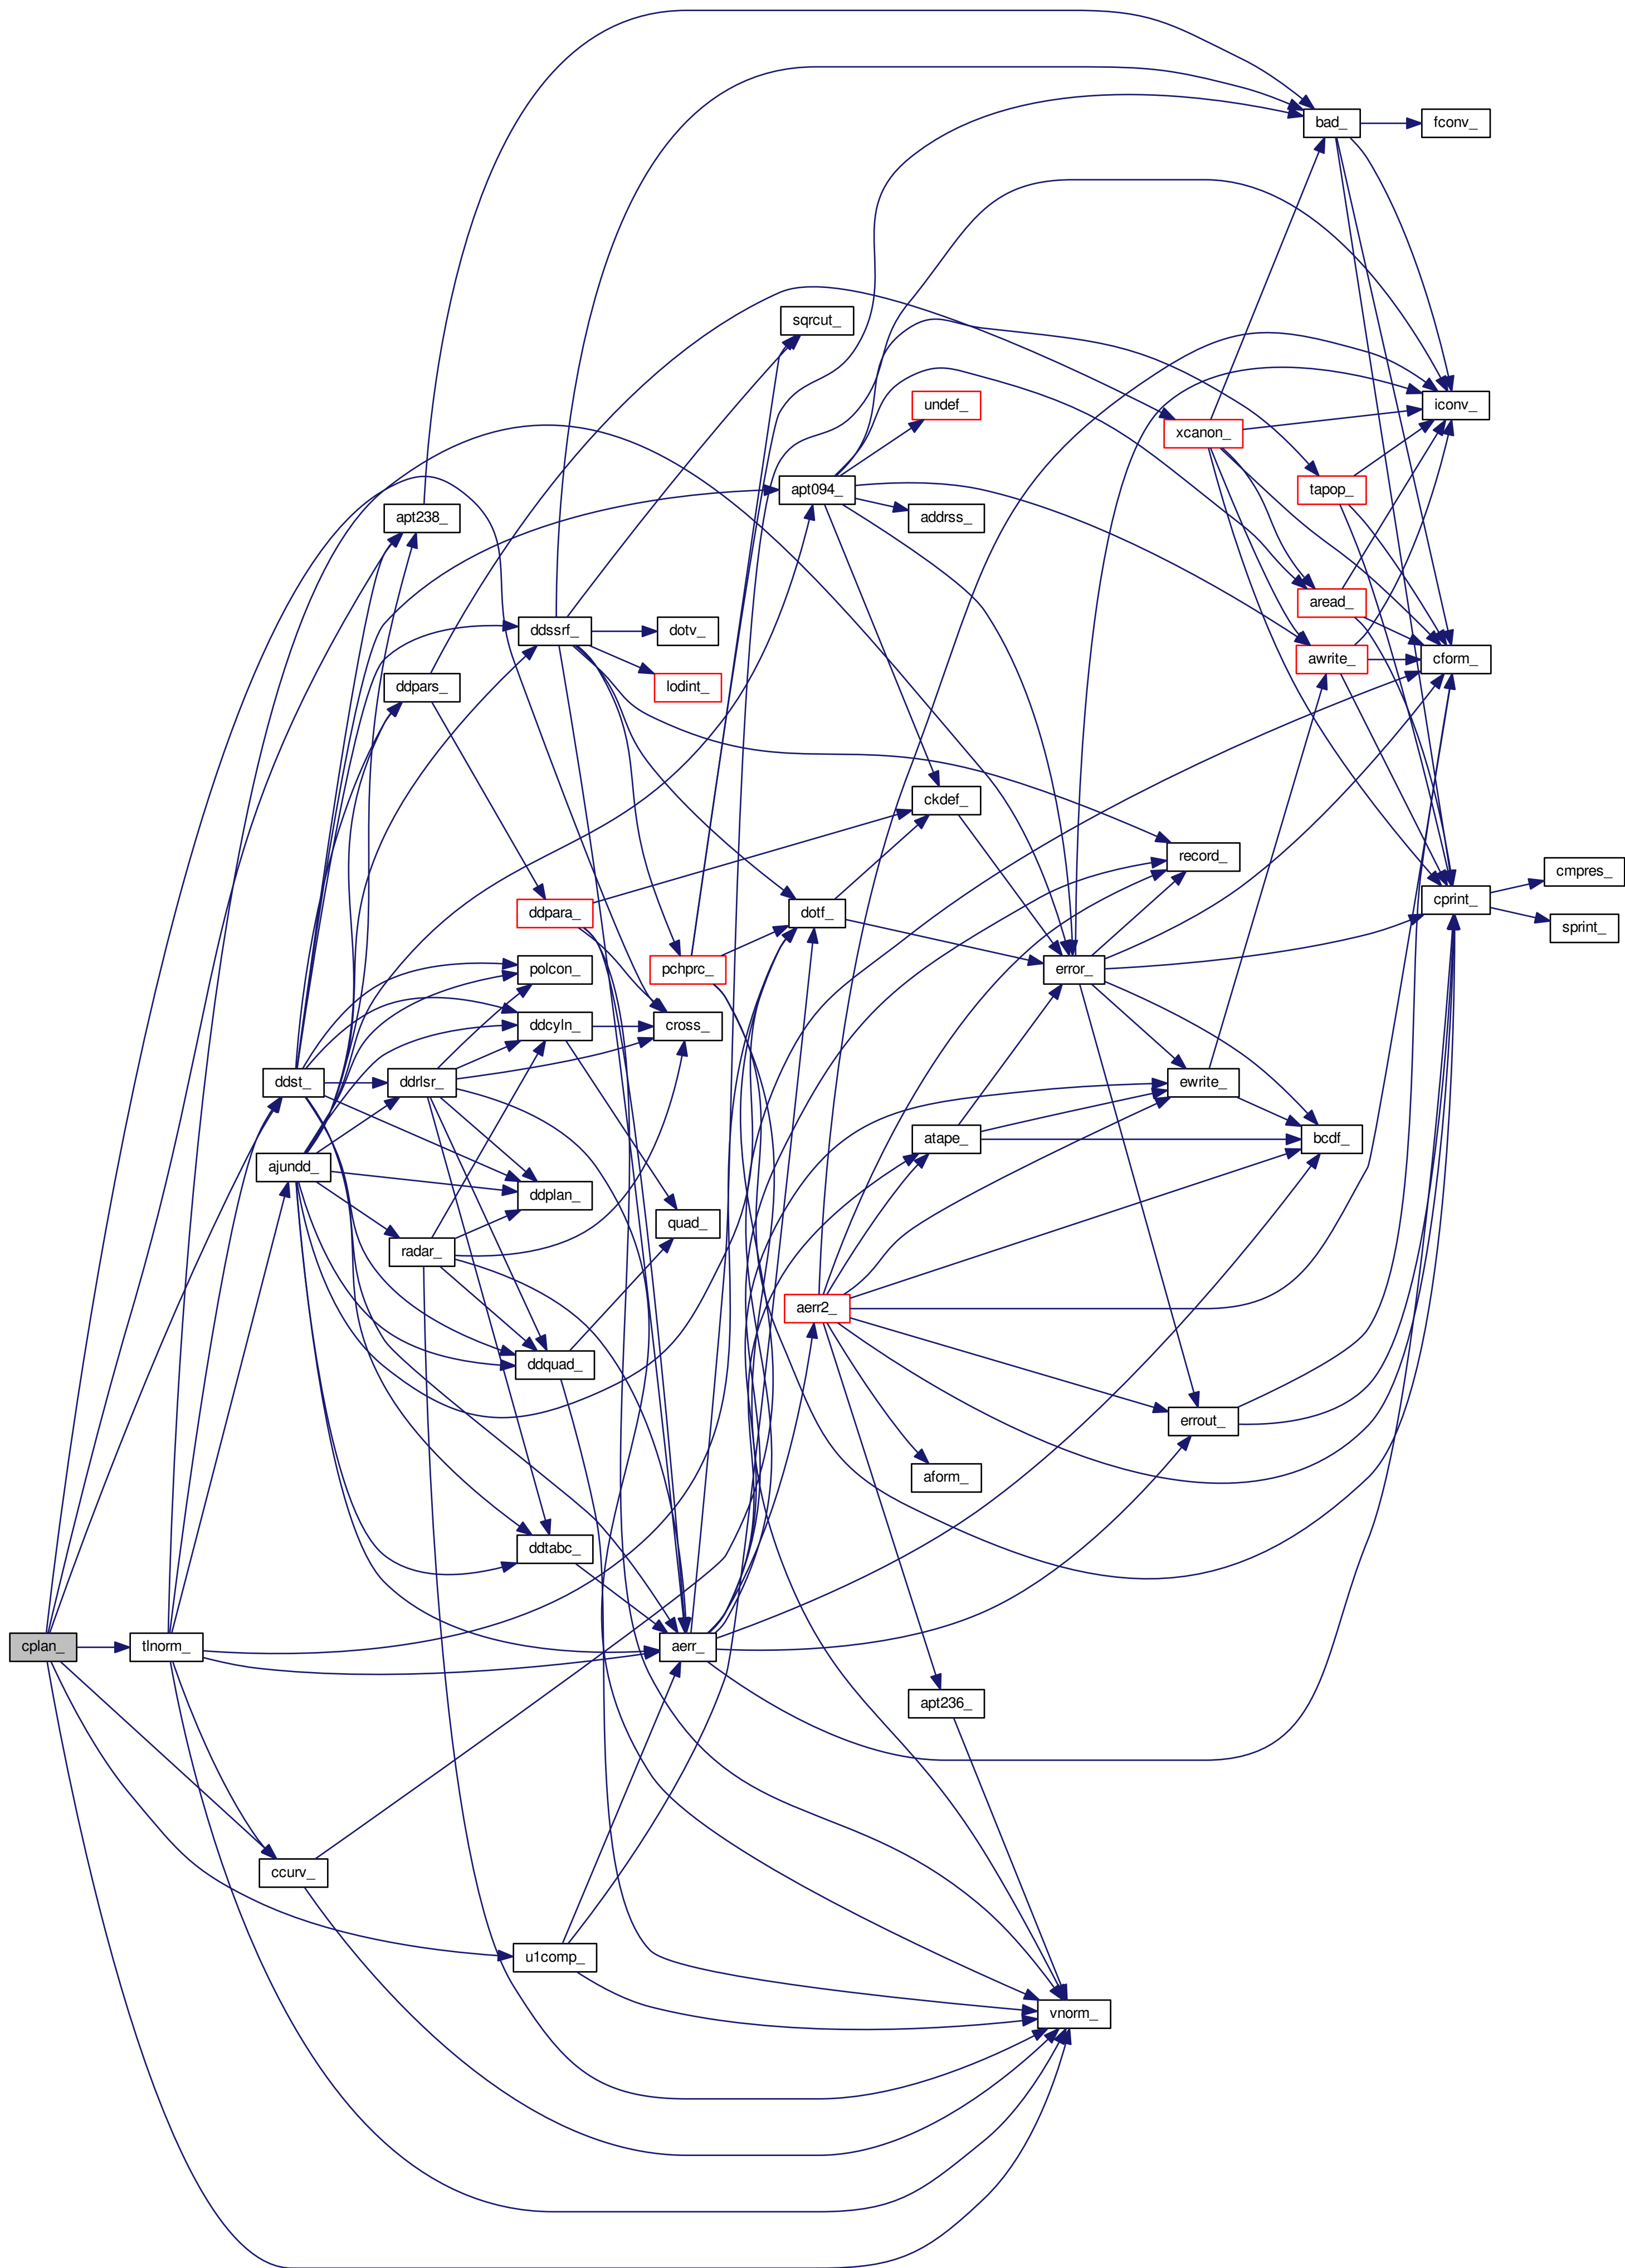 bad_
fconv_
sqrcut_
undef_
iconv_
xcanon_
tapop_
apt094_
apt238_
addrss_
aread_
ddssrf_
dotv_
awrite_
cform_
ddpars_
lodint_
ckdef_
record_
cmpres_
cprint_
ddpara_
dotf_
sprint_
polcon_
pchprc_
error_
ddcyln_
cross_
ddst_
ddrlsr_
ewrite_
atape_
bcdf_
ajundd_
ddplan_
quad_
radar_
aerr2_
ddquad_
errout_
aform_
ddtabc_
cplan_
tlnorm_
aerr_
apt236_
ccurv_
u1comp_
vnorm_